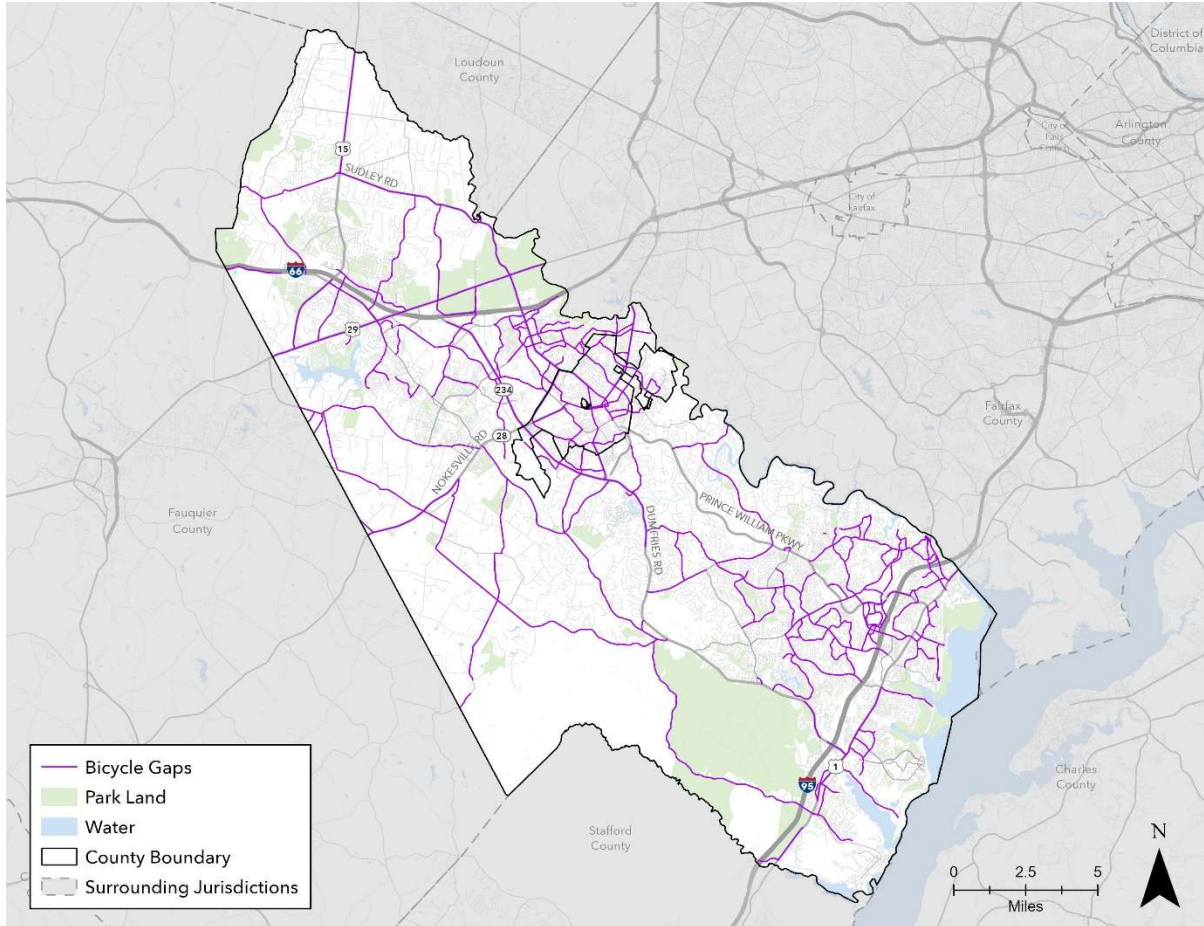 District of
Columbia
Loudoun
County
City of
Falls
Church
Arlington
County
15
SUDLEY RD
City of
Fairfax
66
29
234
28
NOKESVILLE RD
Fairfax
County
Fauquier
County
PRINCE WILLIAM PKWY
DUMFRIES RD
1
95
Charles
County
Stafford
County
Bicycle Gaps
Park Land
Water
County Boundary
Surrounding Jurisdictions
N
0 2.5 5
Miles